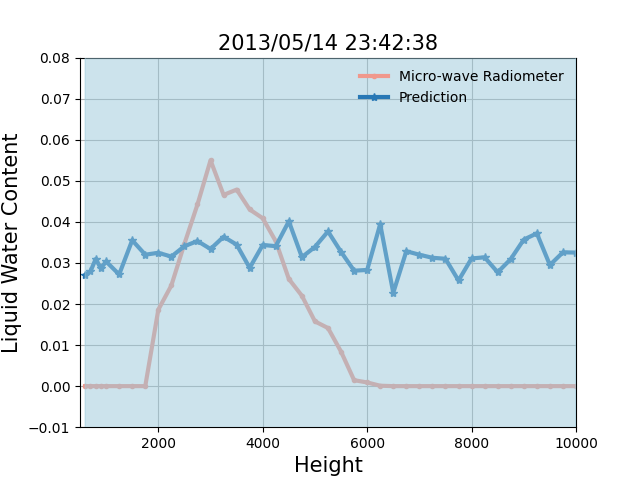 2013/05/14 23:42:38
Micro-wave Radiometer
Prediction
Liquid Water Content
0.08
0.07
0.06
0.05
0.04
0.03
0.02
0.01
0.00
−0.01
2000 4000 6000 8000 10000
Height